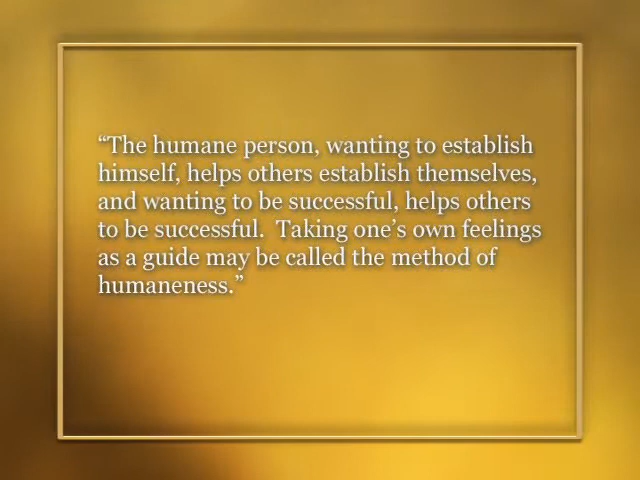 “The humane person, wanting to establish
himself, helps others establish themselves,
and wanting to be successful, helps others
to be successful.  Taking one’s own feelings
as a guide may be called the method of
humaneness.”